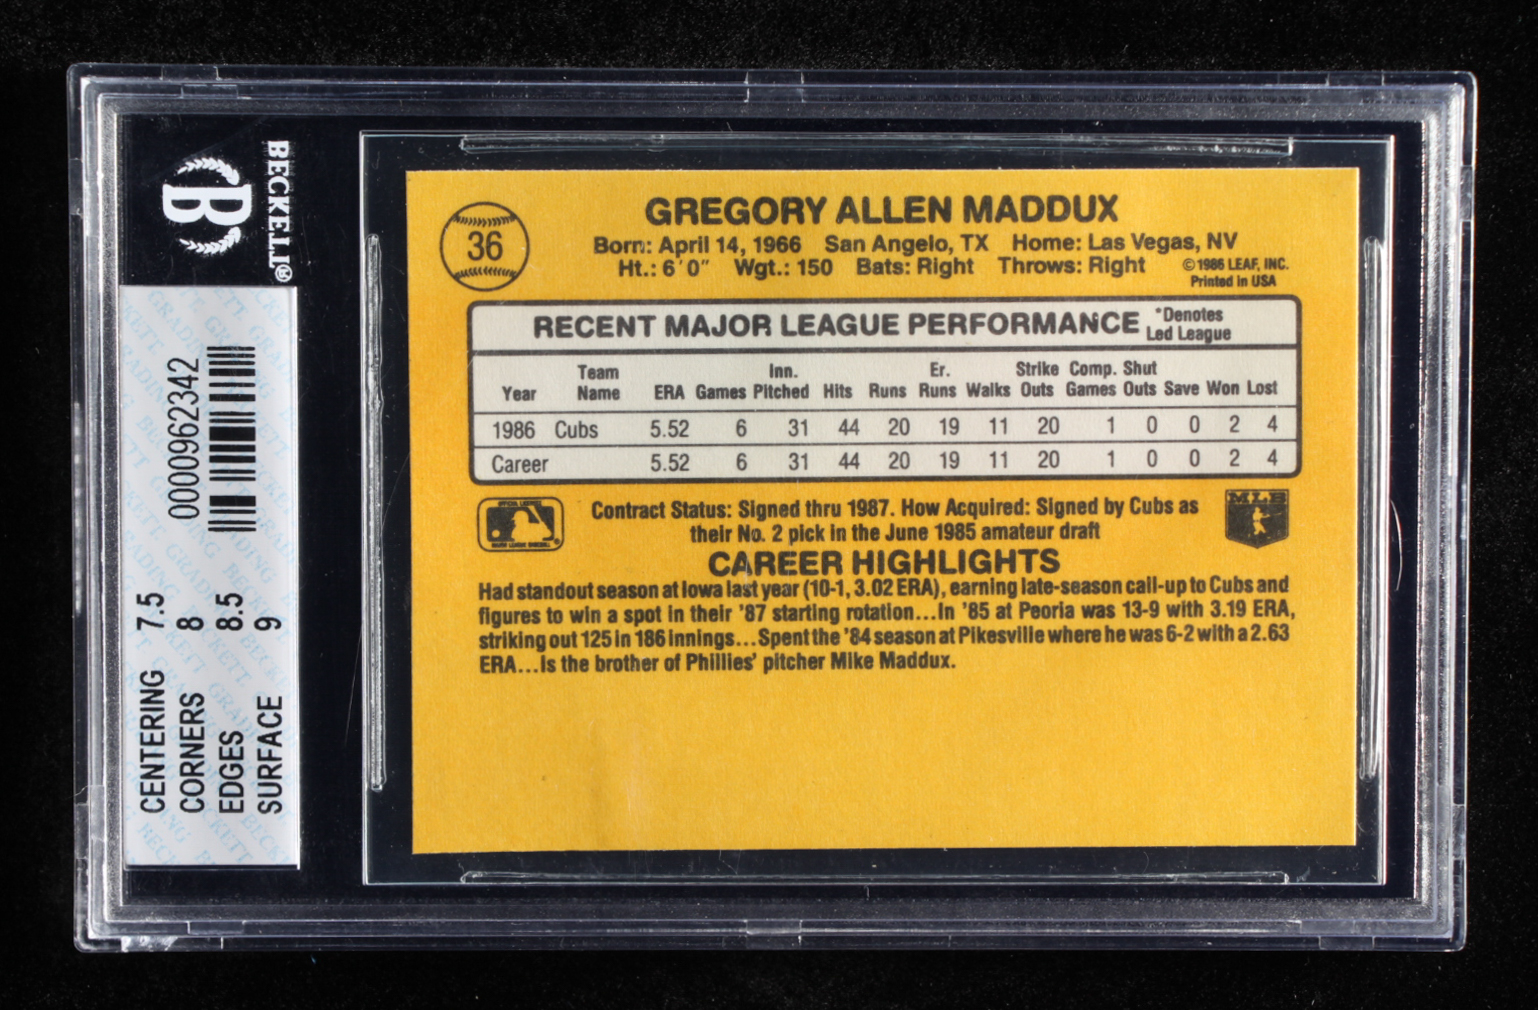 BECKETT®
B
0000962342
CENTERING 7.5
CORNERS 8
EDGES 8.5
SURFACE 9
36
GREGORY ALLEN MADDUX
Born: April 14, 1966 San Angelo, TX Home: Las Vegas, NV
Ht.: 6'0" Wgt.: 150 Bats: Right Throws: Right
©1986 LEAF, INC.
Printed in USA
RECENT MAJOR LEAGUE PERFORMANCE
*Denotes
Led League
Team Inn. Er. Strike Comp. Shut
Year Name ERA Games Pitched Hits Runs Runs Walks Outs Games Outs Save Won Lost
1986 Cubs 5.52 6 31 44 20 19 11 20 1 0 0 2 4
Career 5.52 6 31 44 20 19 11 20 1 0 0 2 4
MLB
Contract Status: Signed thru 1987. How Acquired: Signed by Cubs as
their No. 2 pick in the June 1985 amateur draft
CAREER HIGHLIGHTS
Had standout season at Iowa last year (10-1, 3.02 ERA), earning late-season call-up to Cubs and
figures to win a spot in their '87 starting rotation...In '85 at Peoria was 13-9 with 3.19 ERA,
striking out 125 in 186 innings...Spent the '84 season at Pikesville where he was 6-2 with a 2.63
ERA...Is the brother of Phillies' pitcher Mike Maddux.